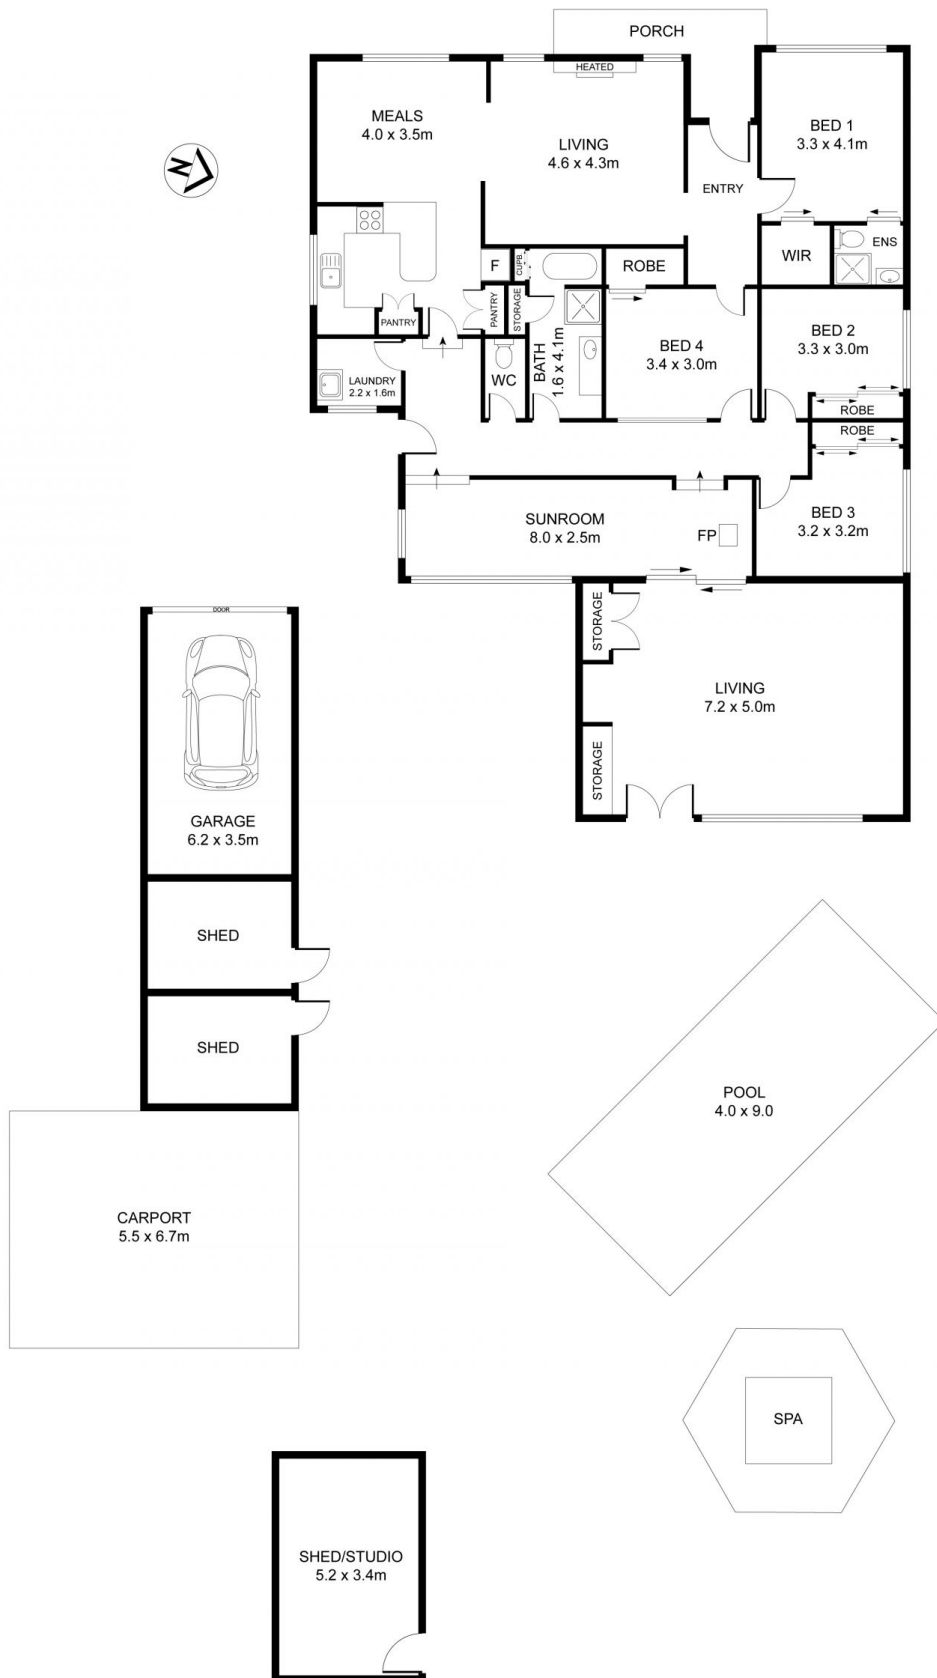 PORCH
HEATED
MEALS
4.0 x 3.5m
LIVING
4.6 x 4.3m
BED 1
3.3 x 4.1m
N
ENTRY
ENS
WIR
F
CUPB.
ROBE
PANTRY
PANTRY
STORAGE
BATH
1.6 x 4.1m
BED 4
3.4 x 3.0m
BED 2
3.3 x 3.0m
WC
LAUNDRY
2.2 x 1.6m
ROBE
ROBE
SUNROOM
8.0 x 2.5m
FP
BED 3
3.2 x 3.2m
DOOR
STORAGE
LIVING
7.2 x 5.0m
STORAGE
GARAGE
6.2 x 3.5m
SHED
SHED
POOL
4.0 x 9.0
CARPORT
5.5 x 6.7m
SPA
SHED/STUDIO
5.2 x 3.4m